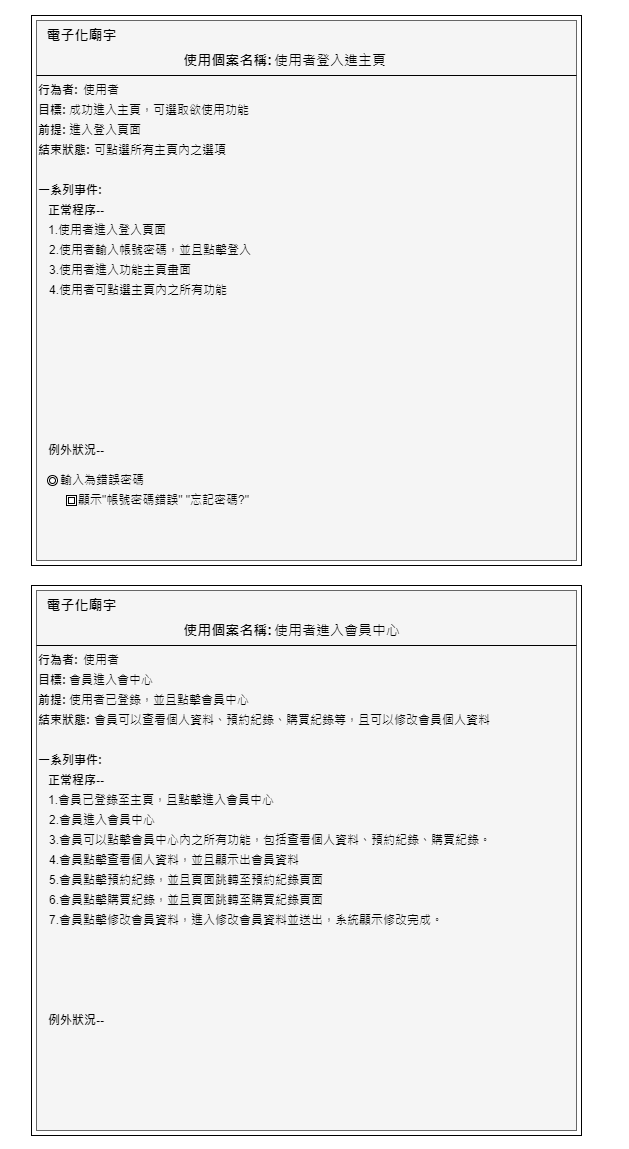 電子化廟宇
使用個案名稱: 使用者登入進主頁
行為者: 使用者
目標: 成功進入主頁，可選取欲使用功能
前提: 進入登入頁面
結束狀態: 可點選所有主頁內之選項
一系列事件:
正常程序--
1.使用者進入登入頁面
2.使用者輸入帳號密碼，並且點擊登入
3.使用者進入功能主頁畫面
4.使用者可點選主頁內之所有功能
例外狀況--
◎輸入為錯誤密碼
回顯示"帳號密碼錯誤" "忘記密碼?"
電子化廟宇
使用個案名稱: 使用者進入會員中心
行為者: 使用者
目標: 會員進入會中心
前提: 使用者已登錄，並且點擊會員中心
結束狀態: 會員可以查看個人資料、預約紀錄、購買紀錄等，且可以修改會員個人資料
一系列事件:
正常程序--
1.會員已登錄至主頁，且點擊進入會員中心
2.會員進入會員中心
3.會員可以點擊會員中心內之所有功能，包括查看個人資料、預約紀錄、購買紀錄。
4.會員點擊查看個人資料，並且顯示出會員資料
5.會員點擊預約紀錄，並且頁面跳轉至預約紀錄頁面
6.會員點擊購買紀錄，並且頁面跳轉至購買紀錄頁面
7.會員點擊修改會員資料，進入修改會員資料並送出，系統顯示修改完成。
例外狀況--